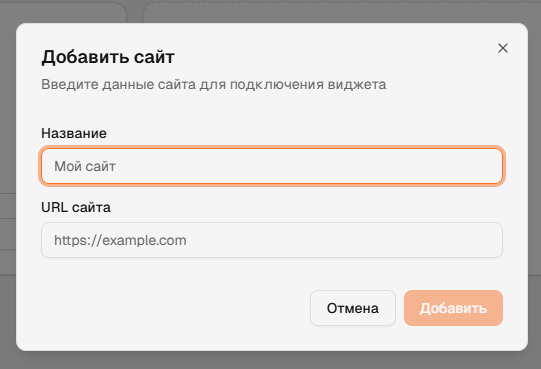 Добавить сайт
Введите данные сайта для подключения виджета
Название
Мой сайт
URL сайта
https://example.com
Отмена
Добавить